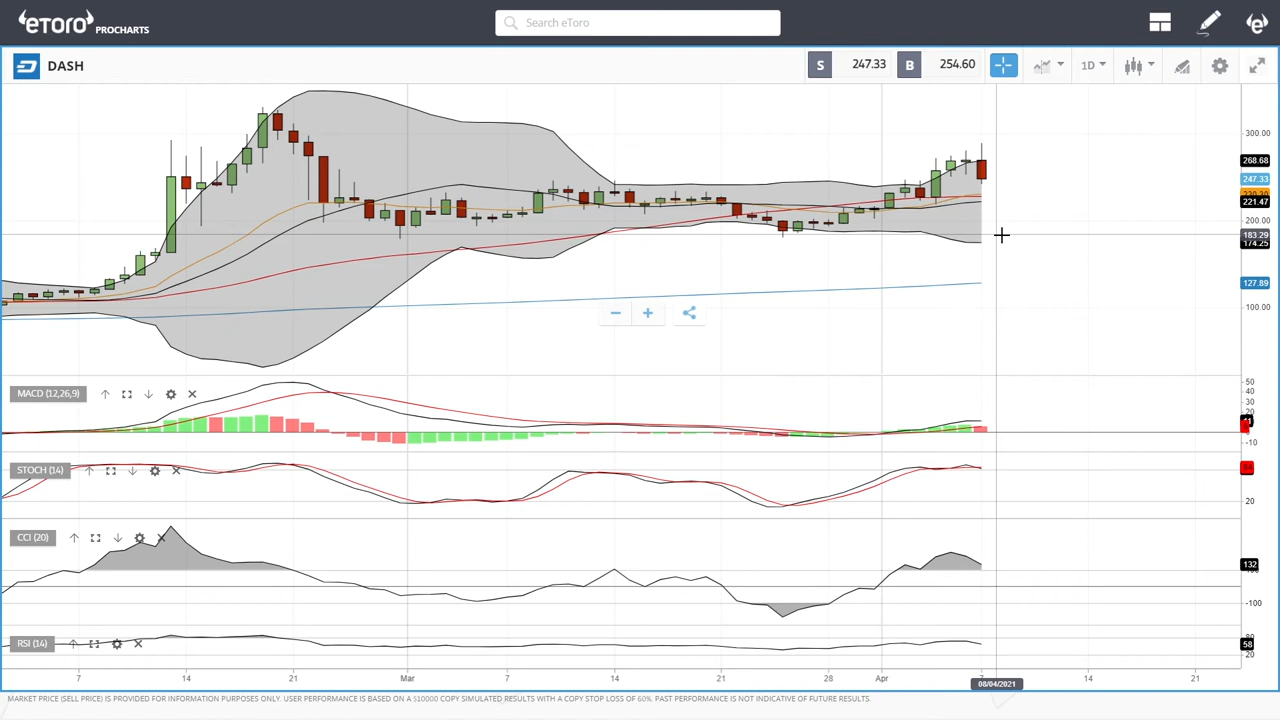 eToro PROCHARTS
Search eToro
DASH
S 247.33 B 254.60
1D
300.00
268.68
247.33
221.47
200.00
183.29
174.25
127.89
100.00
MACD (12,26,9)
50
40
30
20
-10
STOCH (14)
84
20
CCI (20)
132
-100
RSI (14)
80
58
20
7 14 21 Mar 7 14 21 28 Apr 7 14 21
08/04/2021
MARKET PRICE (SELL PRICE) IS PROVIDED FOR INFORMATION PURPOSES ONLY. USER PERFORMANCE IS BASED ON A $10000 COPY SIMULATED RESULTS WITH A COPY STOP LOSS OF 60%. PAST PERFORMANCE IS NOT INDICATIVE OF FUTURE RESULTS.